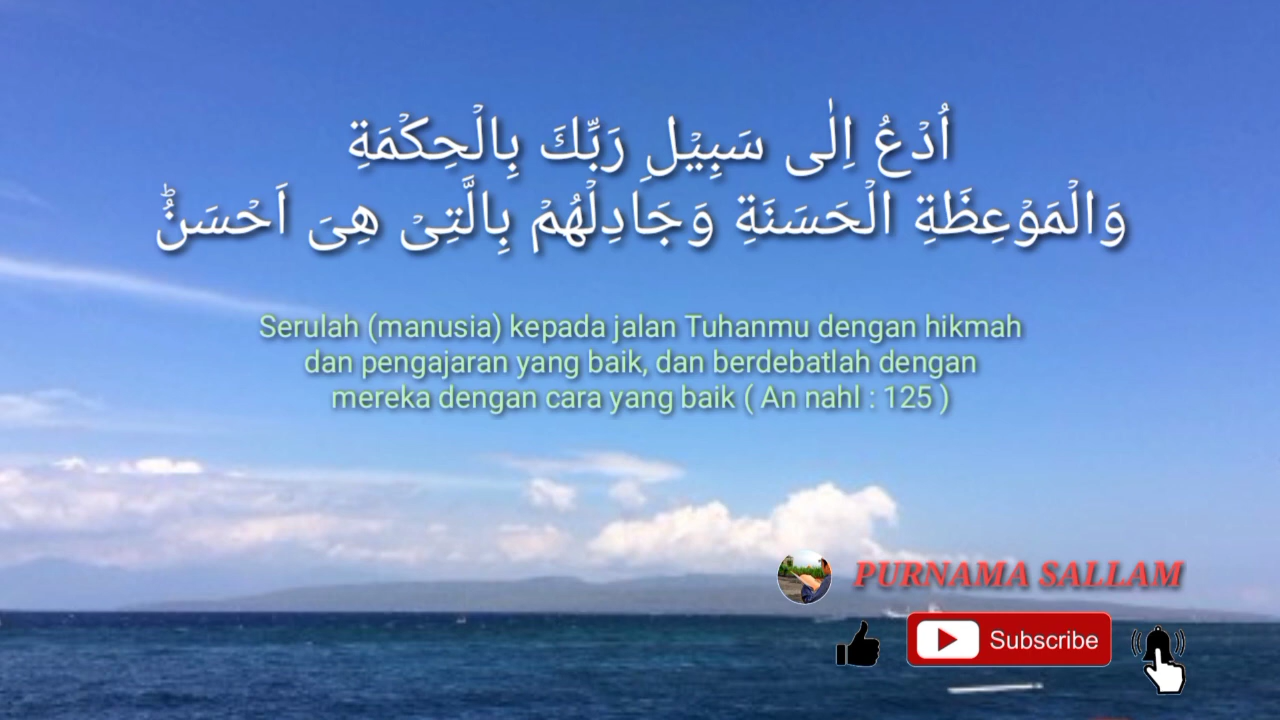 اُدْعُ اِلٰى سَبِيْلِ رَبِّكَ بِالْحِكْمَةِ
وَالْمَوْعِظَةِ الْحَسَنَةِ وَجَادِلْهُمْ بِالَّتِيْ هِىَ اَحْسَنُۗ
Serulah (manusia) kepada jalan Tuhanmu dengan hikmah
dan pengajaran yang baik, dan berdebatlah dengan
mereka dengan cara yang baik ( An nahl : 125 )
PURNAMA SALLAM
Subscribe